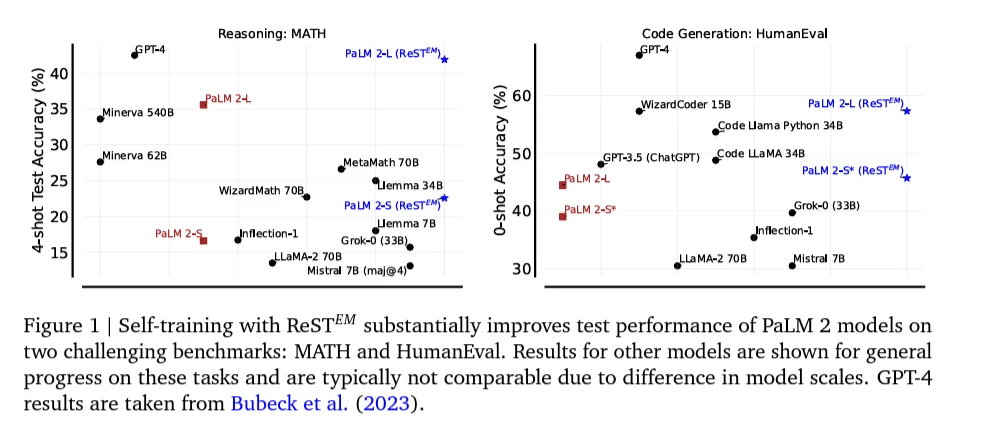 Reasoning: MATH
4-shot Test Accuracy (%)
40
35
30
25
20
15
GPT-4
PaLM 2-L (ReST^EM)
PaLM 2-L
Minerva 540B
Minerva 62B
MetaMath 70B
Llemma 34B
WizardMath 70B
PaLM 2-S (ReST^EM)
Llemma 7B
PaLM 2-S
Inflection-1
Grok-0 (33B)
LLaMA-2 70B
Mistral 7B (maj@4)
Code Generation: HumanEval
0-shot Accuracy (%)
60
50
40
30
GPT-4
WizardCoder 15B
PaLM 2-L (ReST^EM)
Code Llama Python 34B
GPT-3.5 (ChatGPT)
Code LLaMA 34B
PaLM 2-S* (ReST^EM)
PaLM 2-L
PaLM 2-S*
Grok-0 (33B)
Inflection-1
LLaMA-2 70B
Mistral 7B
Figure 1 | Self-training with ReST^EM substantially improves test performance of PaLM 2 models on
two challenging benchmarks: MATH and HumanEval. Results for other models are shown for general
progress on these tasks and are typically not comparable due to difference in model scales. GPT-4
results are taken from Bubeck et al. (2023).